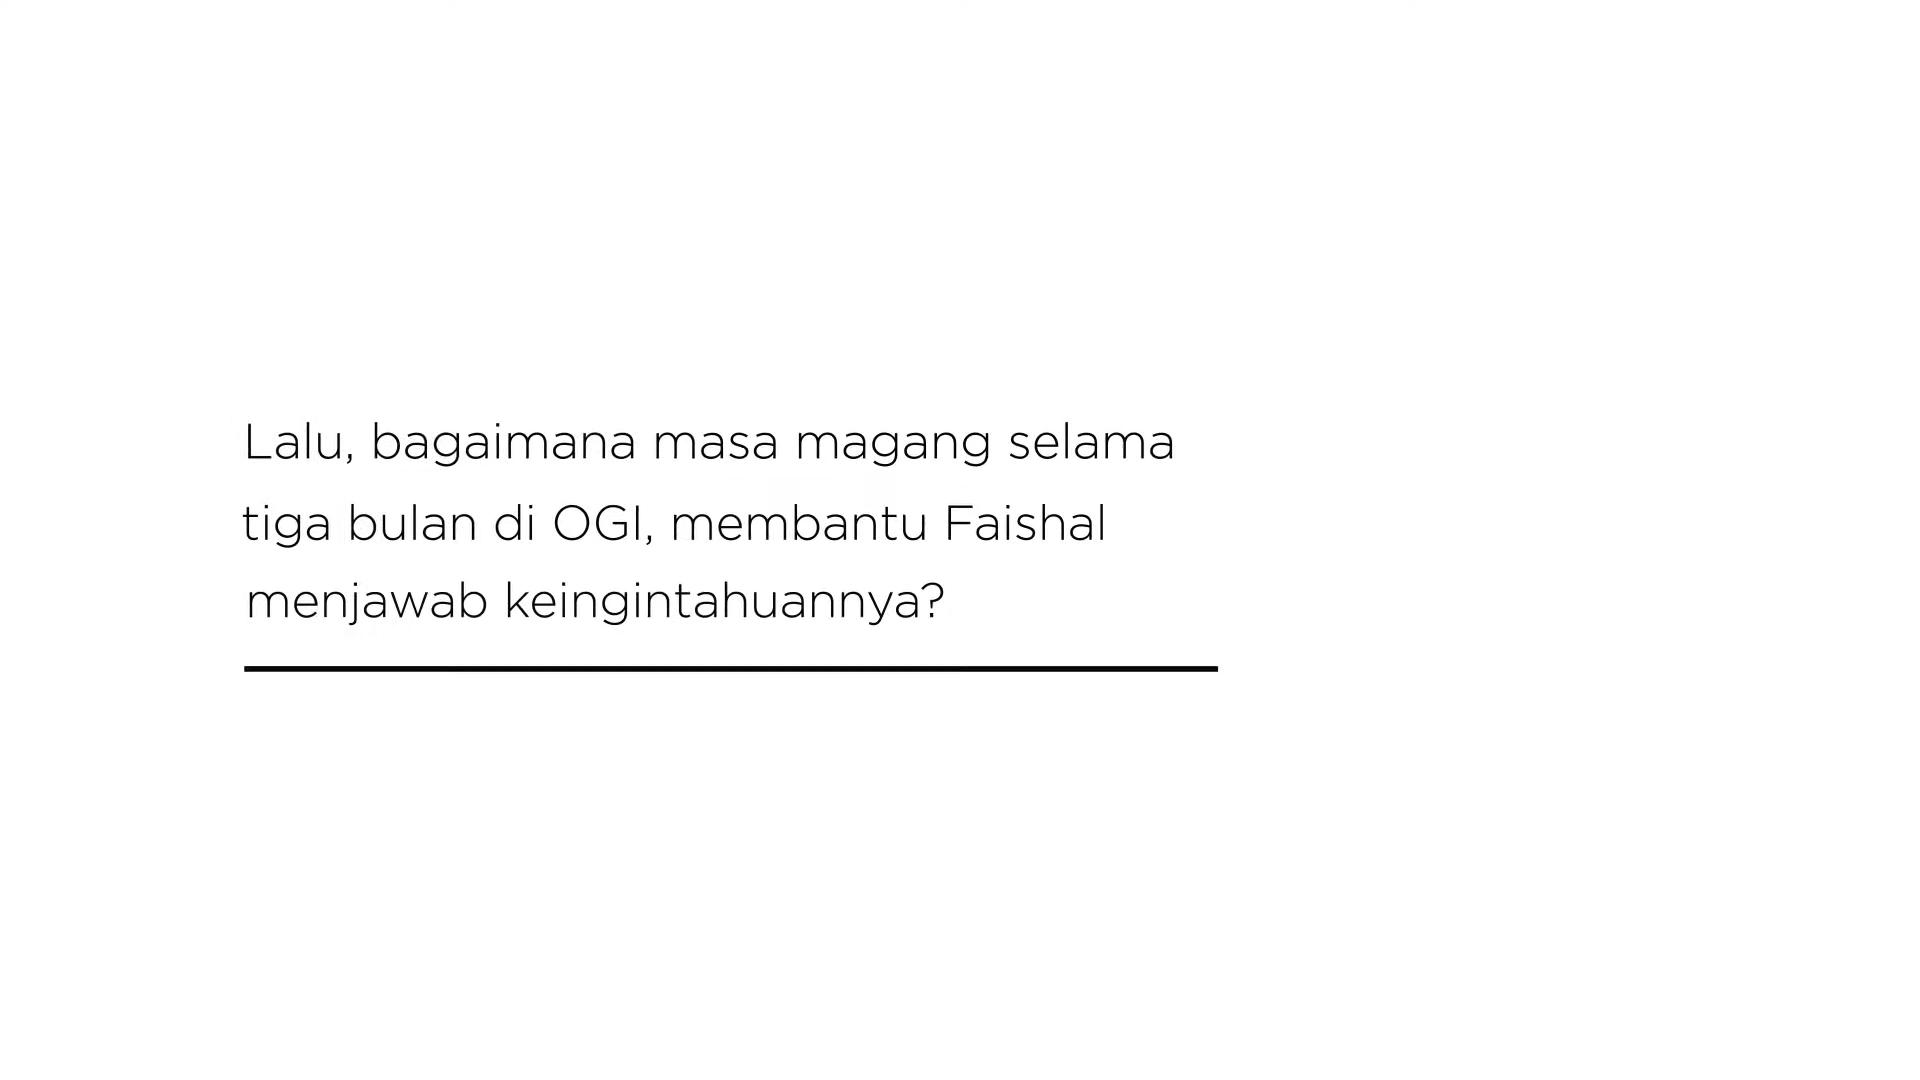 Lalu, bagaimana masa magang selama
tiga bulan di OGI, membantu Faishal
menjawab keingintahuannya?